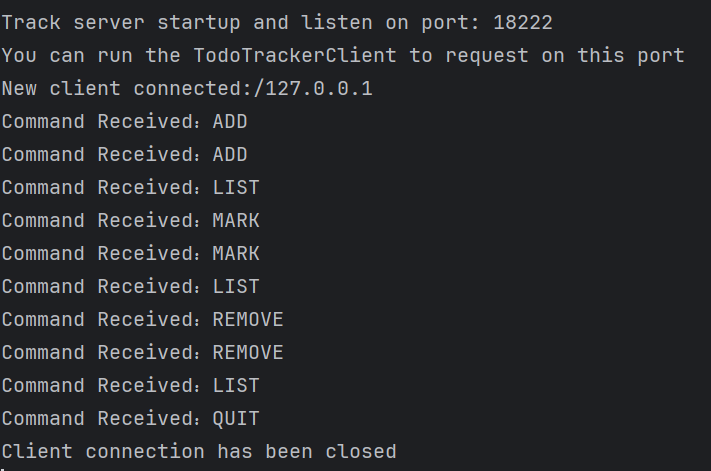 Track server startup and listen on port: 18222
You can run the TodoTrackerClient to request on this port
New client connected:/127.0.0.1
Command Received：ADD
Command Received：ADD
Command Received：LIST
Command Received：MARK
Command Received：MARK
Command Received：LIST
Command Received：REMOVE
Command Received：REMOVE
Command Received：LIST
Command Received：QUIT
Client connection has been closed